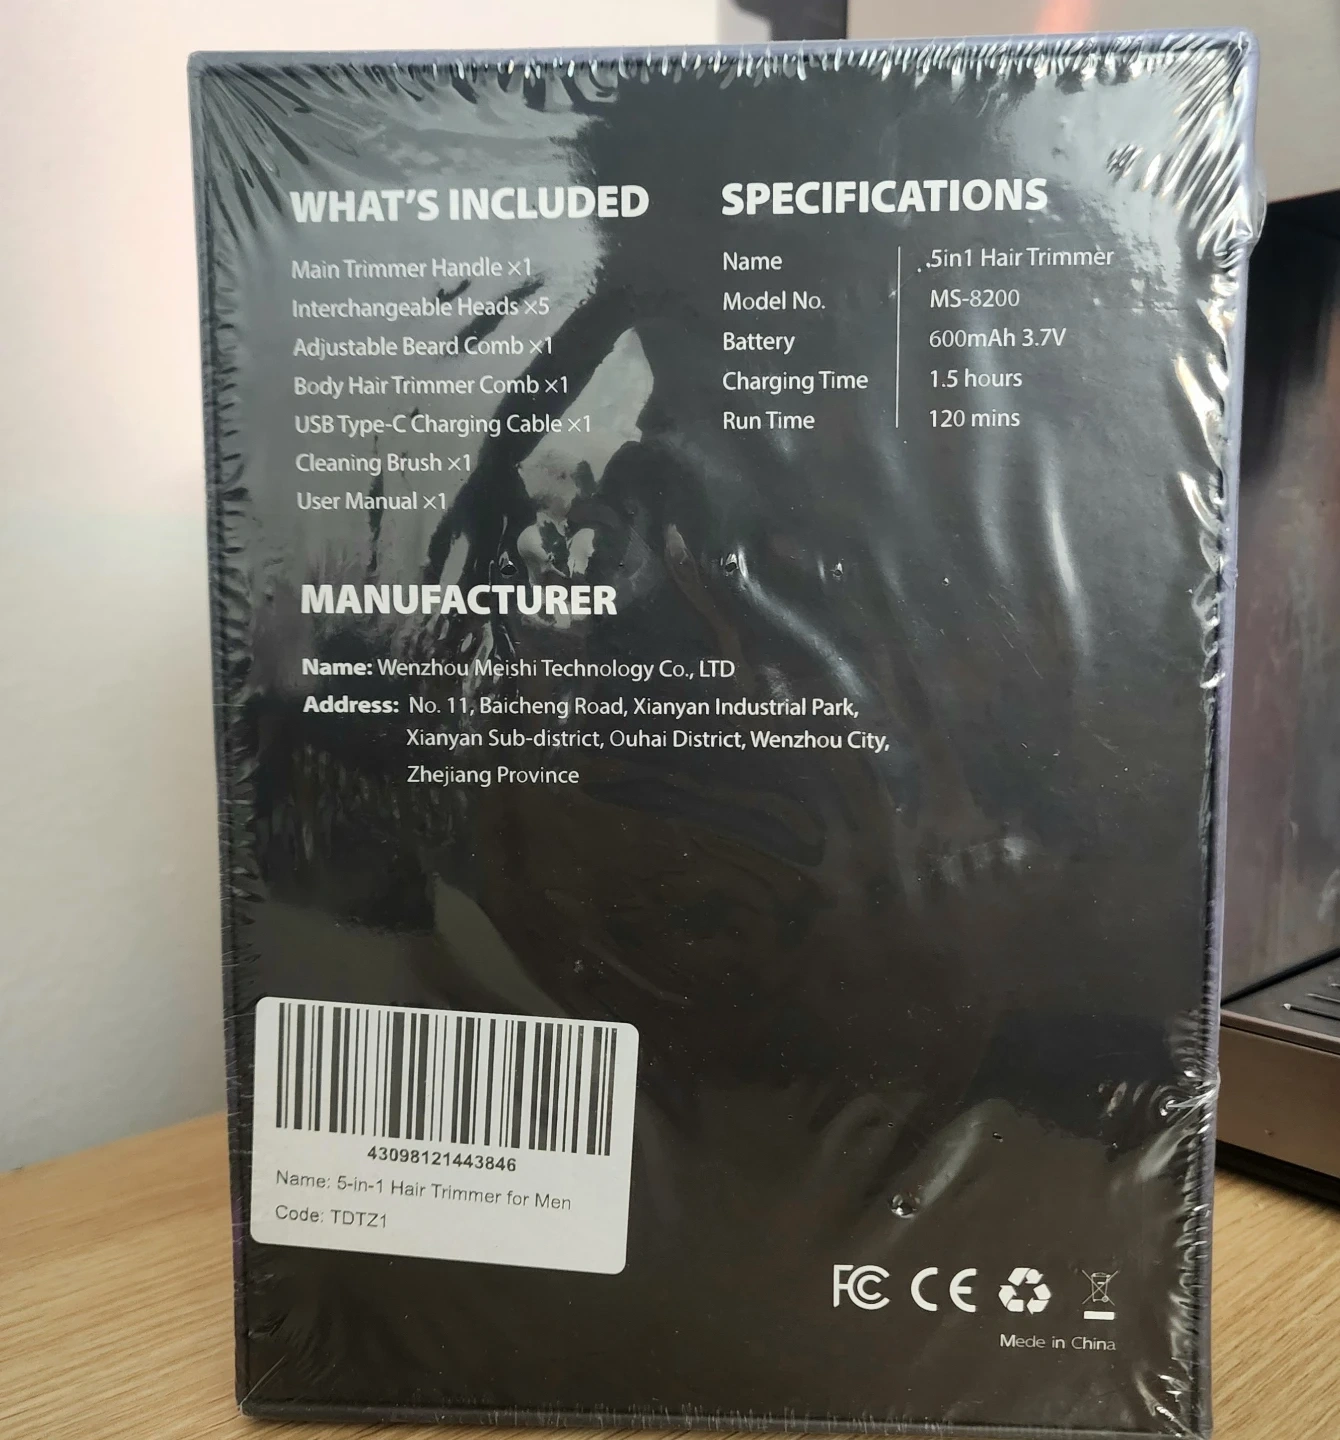 WHAT'S INCLUDED
Main Trimmer Handle ×1
Interchangeable Heads ×5
Adjustable Beard Comb ×1
Body Hair Trimmer Comb ×1
USB Type-C Charging Cable ×1
Cleaning Brush ×1
User Manual ×1
SPECIFICATIONS
Name 5in1 Hair Trimmer
Model No. MS-8200
Battery 600mAh 3.7V
Charging Time 1.5 hours
Run Time 120 mins
MANUFACTURER
Name: Wenzhou Meishi Technology Co., LTD
Address: No. 11, Baicheng Road, Xianyan Industrial Park,
Xianyan Sub-district, Ouhai District, Wenzhou City,
Zhejiang Province
43098121443846
Name: 5-in-1 Hair Trimmer for Men
Code: TDTZ1
FC CE
Mede in China